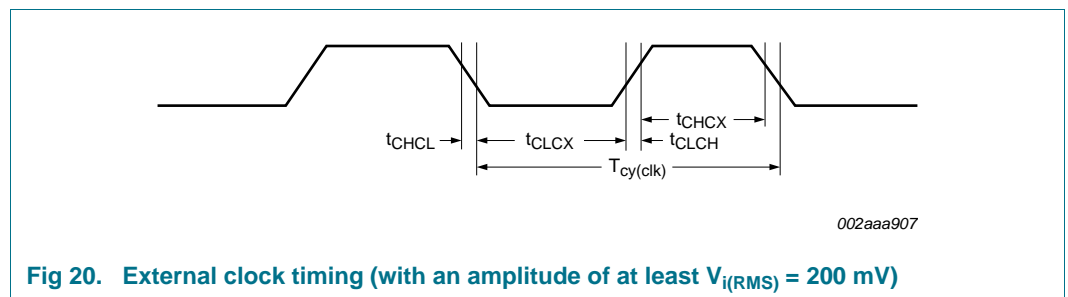 tCHCX
tCHCL
tCLCX
tCLCH
Tcy(clk)
002aaa907
Fig 20. External clock timing (with an amplitude of at least Vi(RMS) = 200 mV)